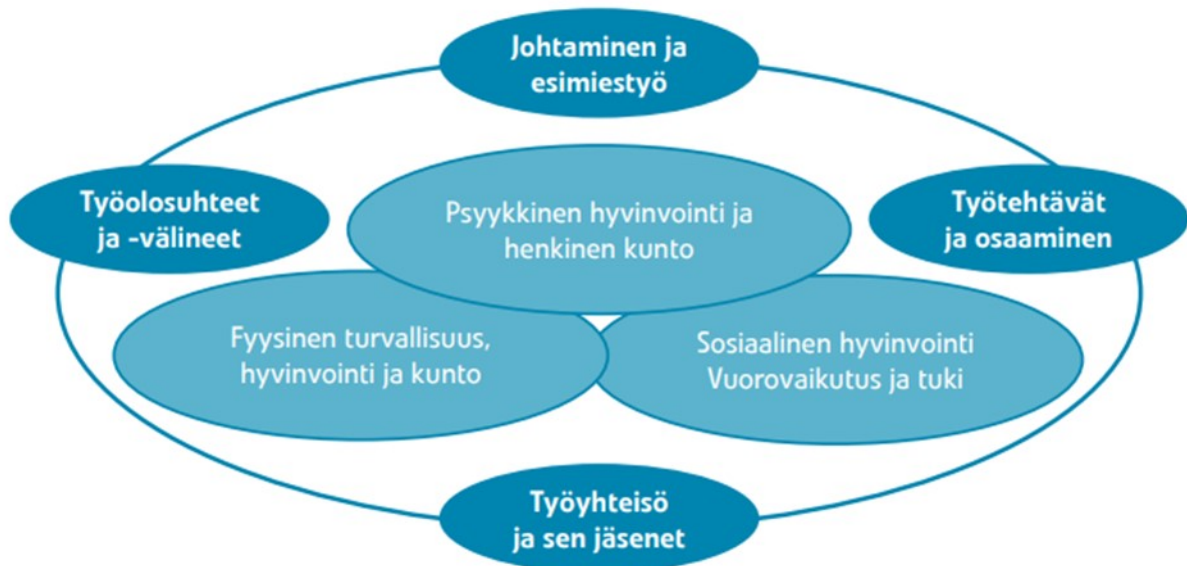 Johtaminen ja
esimiestyö
Työolosuhteet
ja -välineet
Työtehtävät
ja osaaminen
Psyykkinen hyvinvointi ja
henkinen kunto
Fyysinen turvallisuus,
hyvinvointi ja kunto
Sosiaalinen hyvinvointi
Vuorovaikutus ja tuki
Työyhteisö
ja sen jäsenet